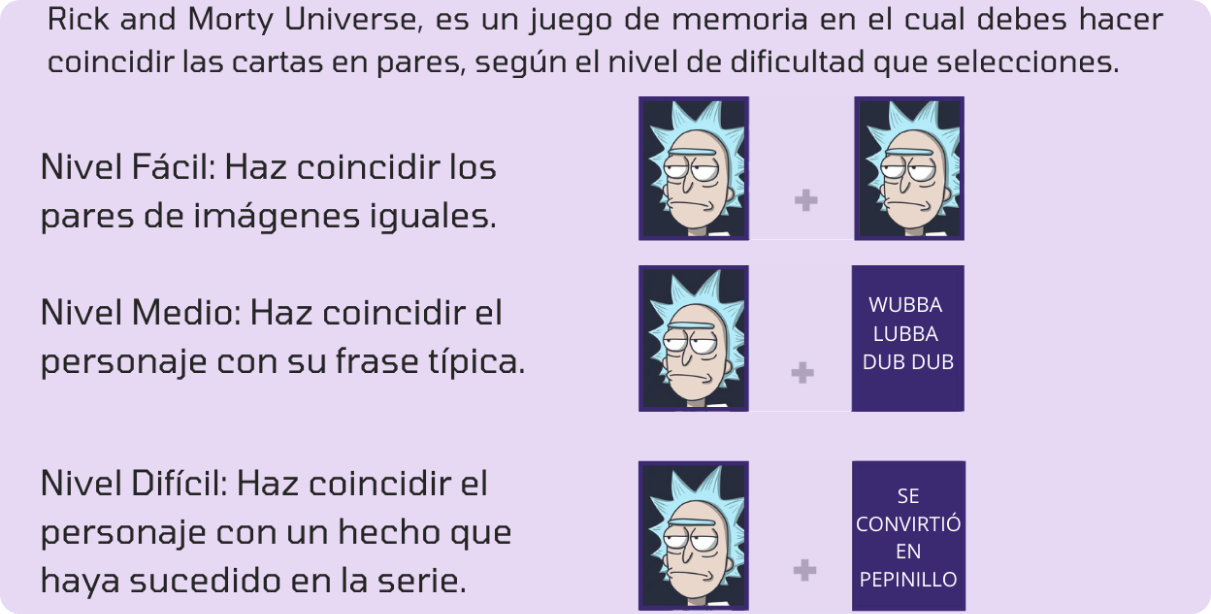 Rick and Morty Universe, es un juego de memoria en el cual debes hacer
coincidir las cartas en pares, según el nivel de dificultad que selecciones.
Nivel Fácil: Haz coincidir los
pares de imágenes iguales.
+
Nivel Medio: Haz coincidir el
personaje con su frase típica.
+
WUBBA
LUBBA
DUB DUB
Nivel Difícil: Haz coincidir el
personaje con un hecho que
haya sucedido en la serie.
+
SE
CONVIRTIÓ
EN
PEPINILLO